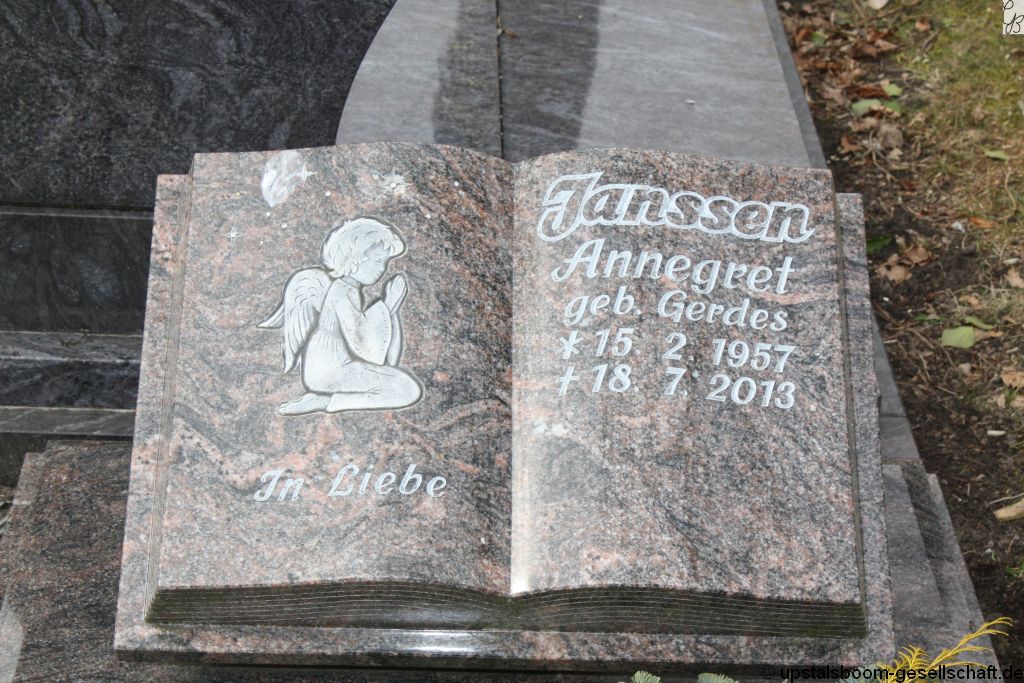 In Liebe
Janssen
Annegret
geb. Gerdes
* 15. 2. 1957
† 18. 7. 2013
© upstalsboom-gesellschaft.de